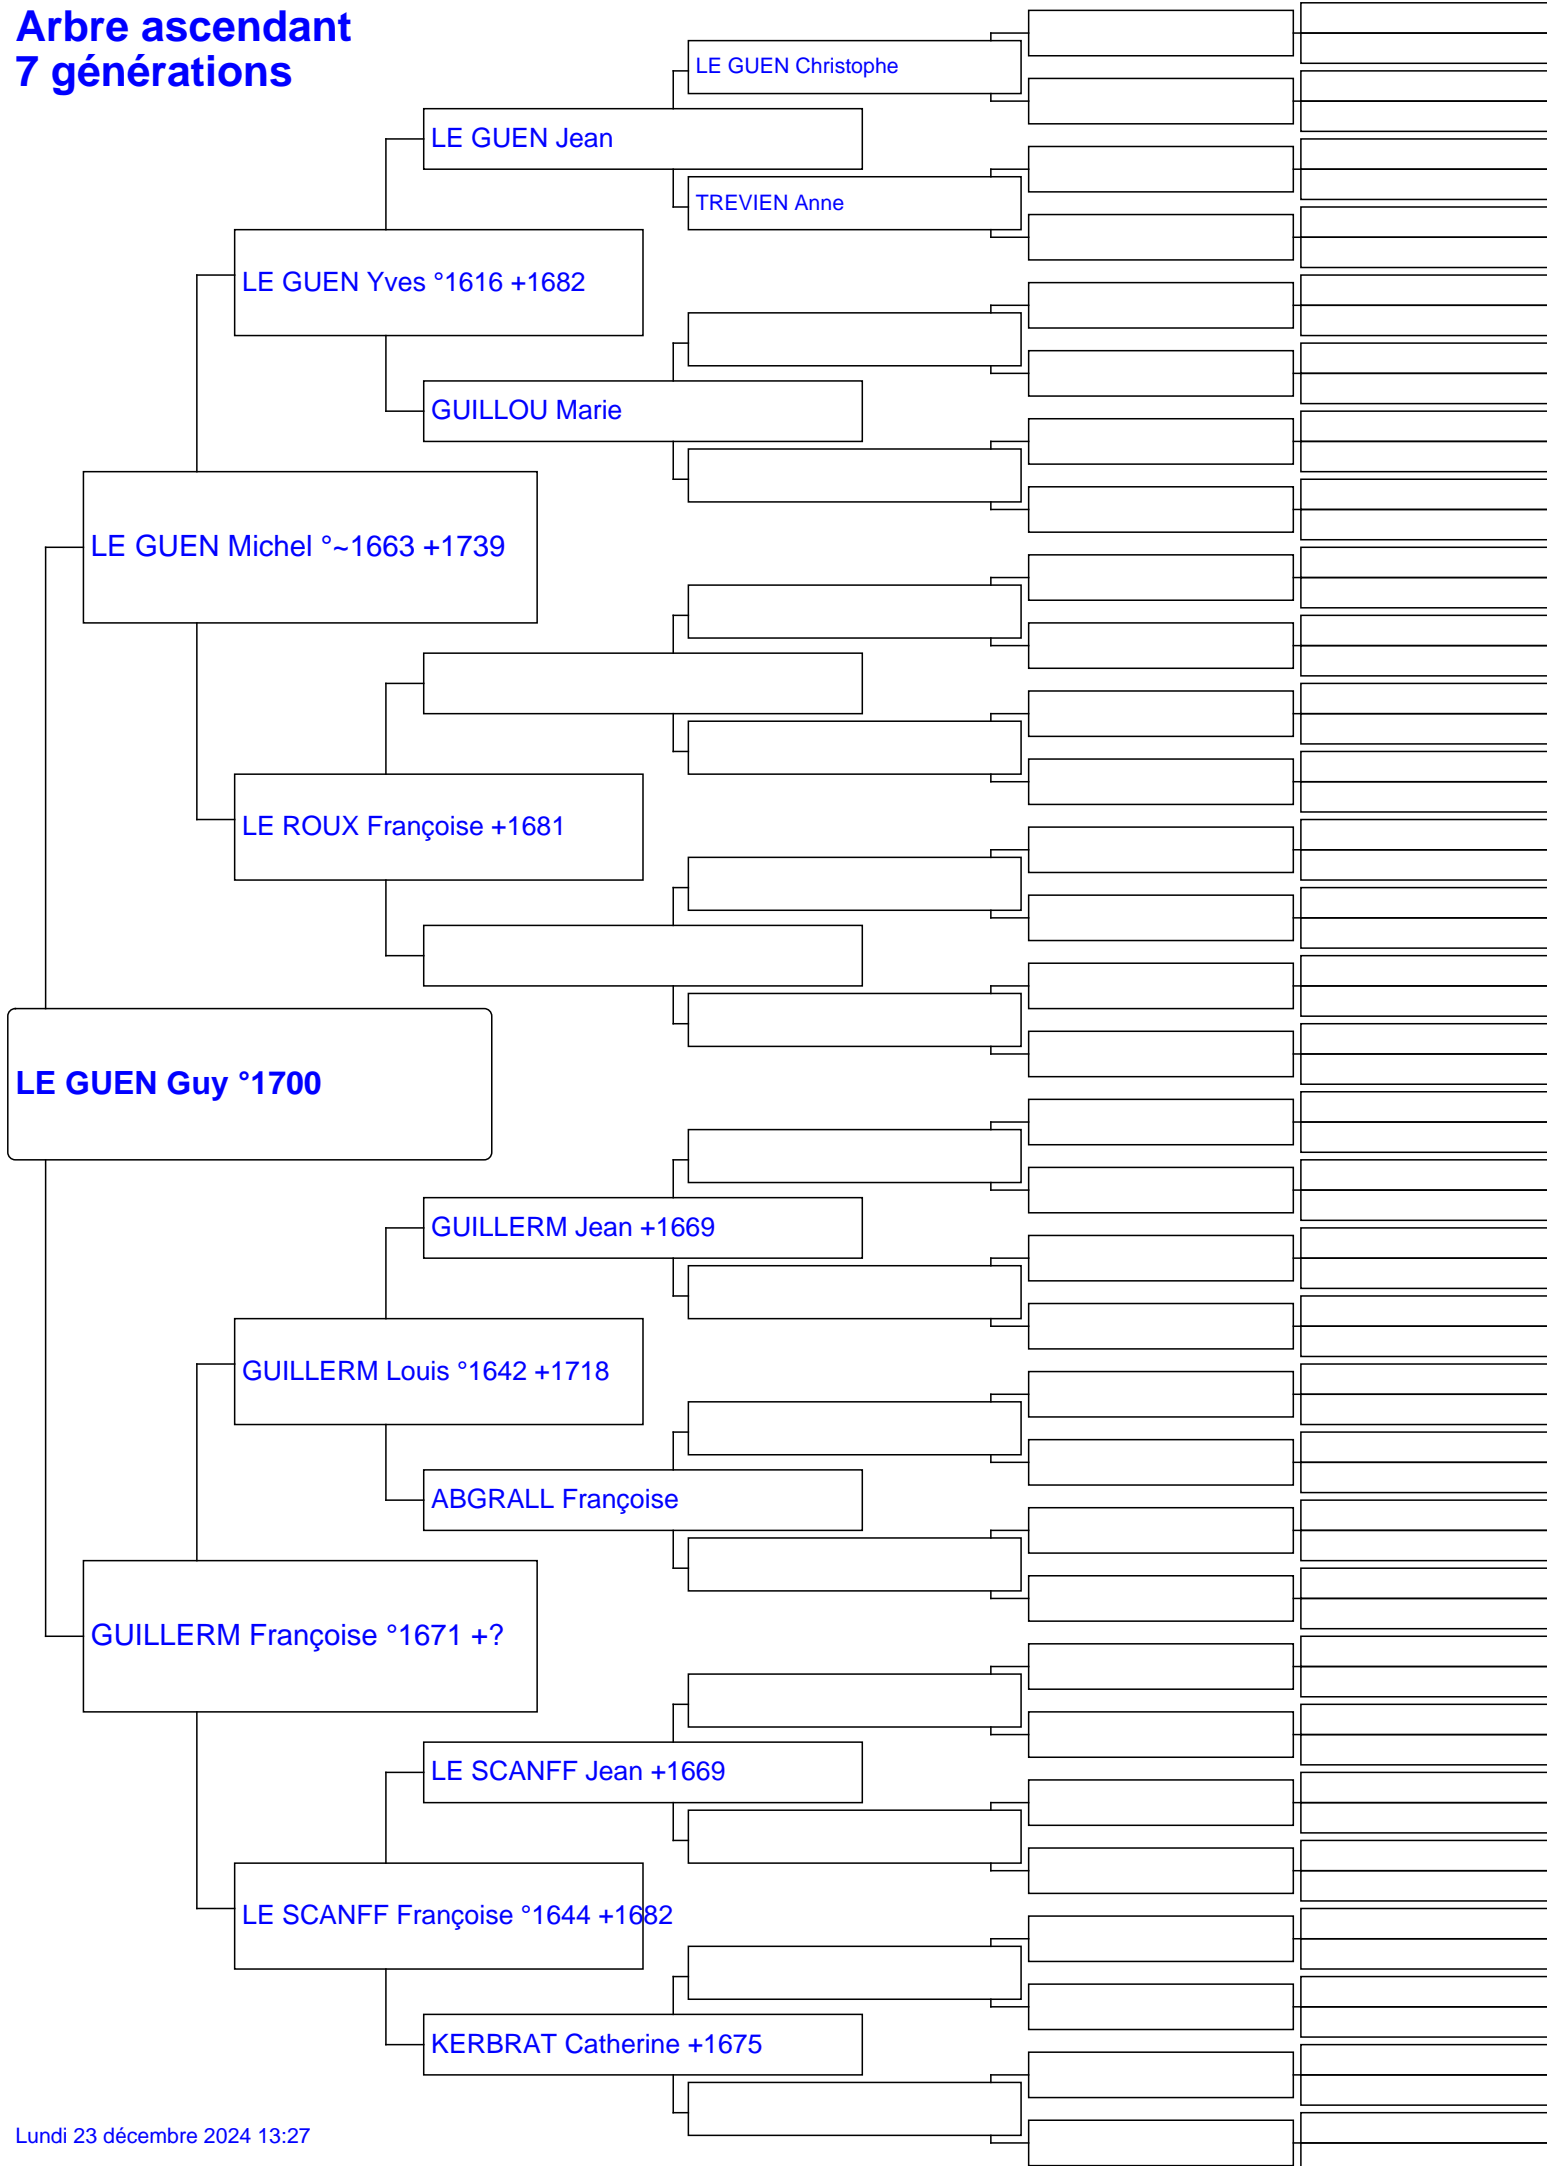 Arbre ascendant
7 générations
LE GUEN Christophe
LE GUEN Jean
TREVIEN Anne
LE GUEN Yves °1616 +1682
GUILLOU Marie
LE GUEN Michel °~1663 +1739
LE ROUX Françoise +1681
LE GUEN Guy °1700
GUILLERM Jean +1669
GUILLERM Louis °1642 +1718
ABGRALL Françoise
GUILLERM Françoise °1671 +?
LE SCANFF Jean +1669
LE SCANFF Françoise °1644 +1682
KERBRAT Catherine +1675
Lundi 23 décembre 2024 13:27